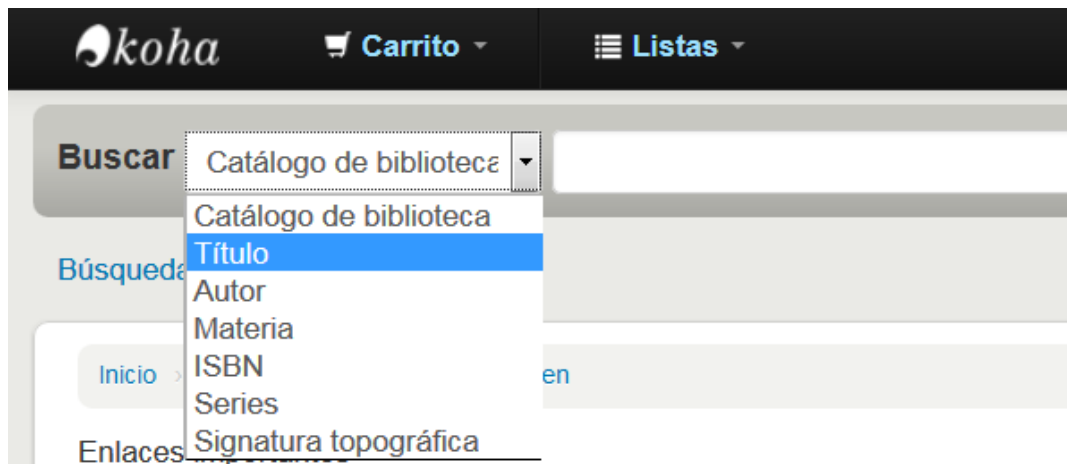 koha Carrito Listas
Buscar Catálogo de biblioteca
Catálogo de biblioteca
Título
Búsqueda
Autor
Materia
ISBN
Inicio en
Series
Signatura topográfica
Enlaces